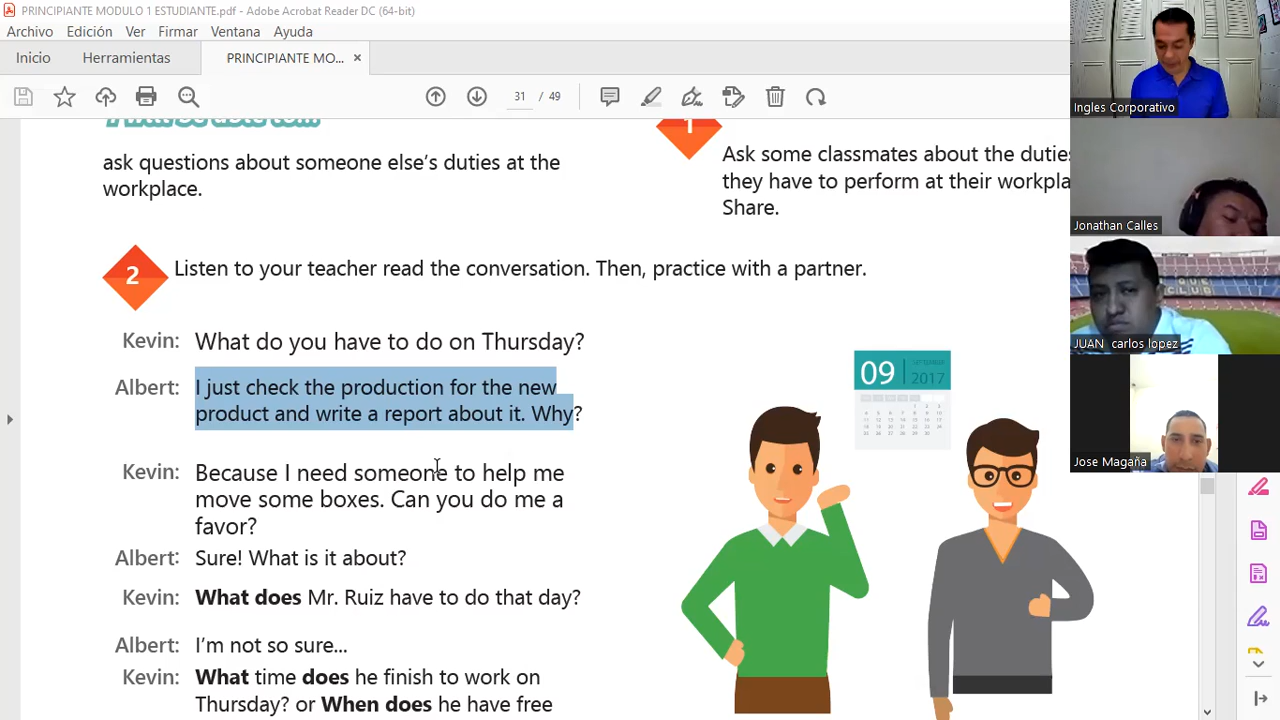 PRINCIPIANTE MODULO 1 ESTUDIANTE.pdf - Adobe Acrobat Reader DC (64-bit)
Archivo Edición Ver Firmar Ventana Ayuda
Inicio Herramientas PRINCIPIANTE MO... ×
31 / 49
ask questions about someone else's duties at the
workplace.
1
Ask some classmates about the duties
they have to perform at their workpla
Share.
2 Listen to your teacher read the conversation. Then, practice with a partner.
Kevin: What do you have to do on Thursday?
Albert: I just check the production for the new
product and write a report about it. Why?
Kevin: Because I need someone to help me
move some boxes. Can you do me a
favor?
Albert: Sure! What is it about?
Kevin: What does Mr. Ruiz have to do that day?
Albert: I'm not so sure...
Kevin: What time does he finish to work on
Thursday? or When does he have free
09 SEPTEMBER
2017
Ingles Corporativo
Jonathan Calles
JUAN carlos lopez
Jose Magaña